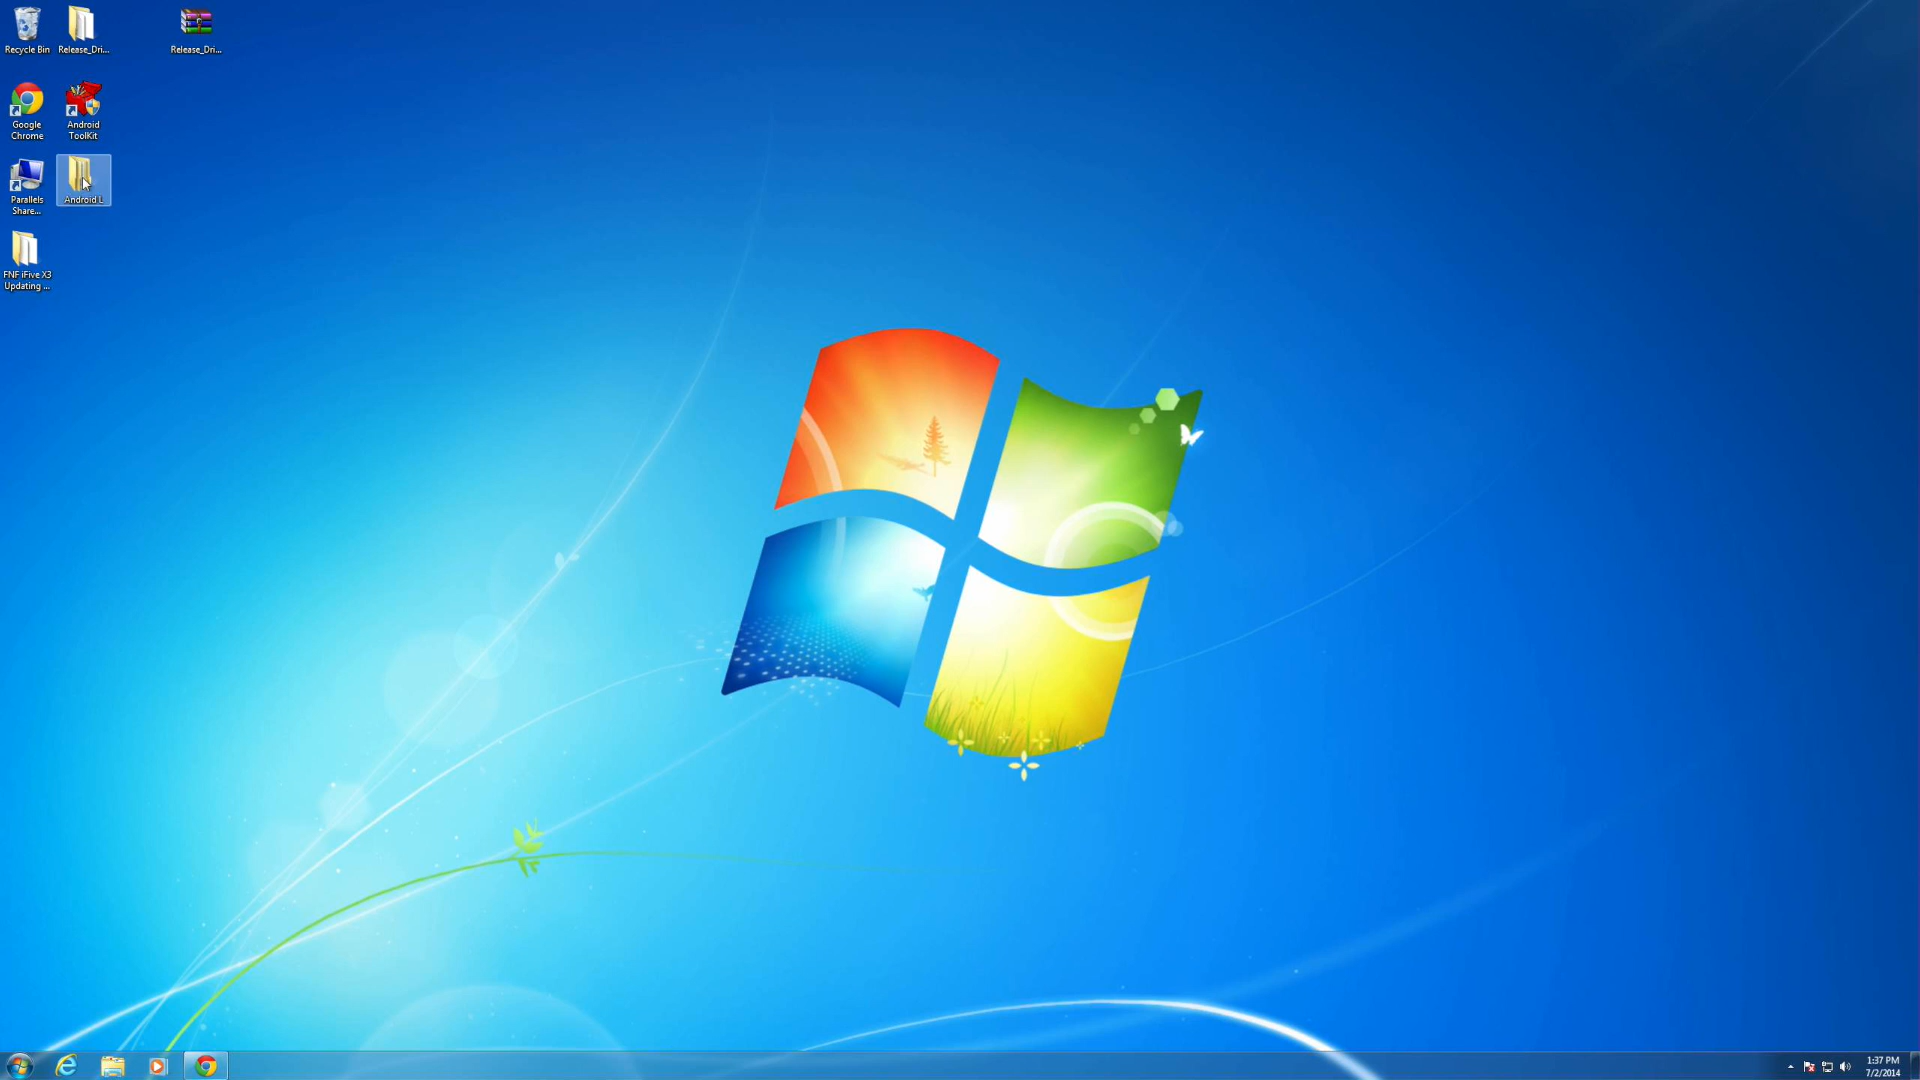 Recycle Bin
Release_Dri...
Release_Dri...
Google
Chrome
Android
ToolKit
Parallels
Share...
Android L
FNF iFive X3
Updating ...
1:37 PM
7/2/2014